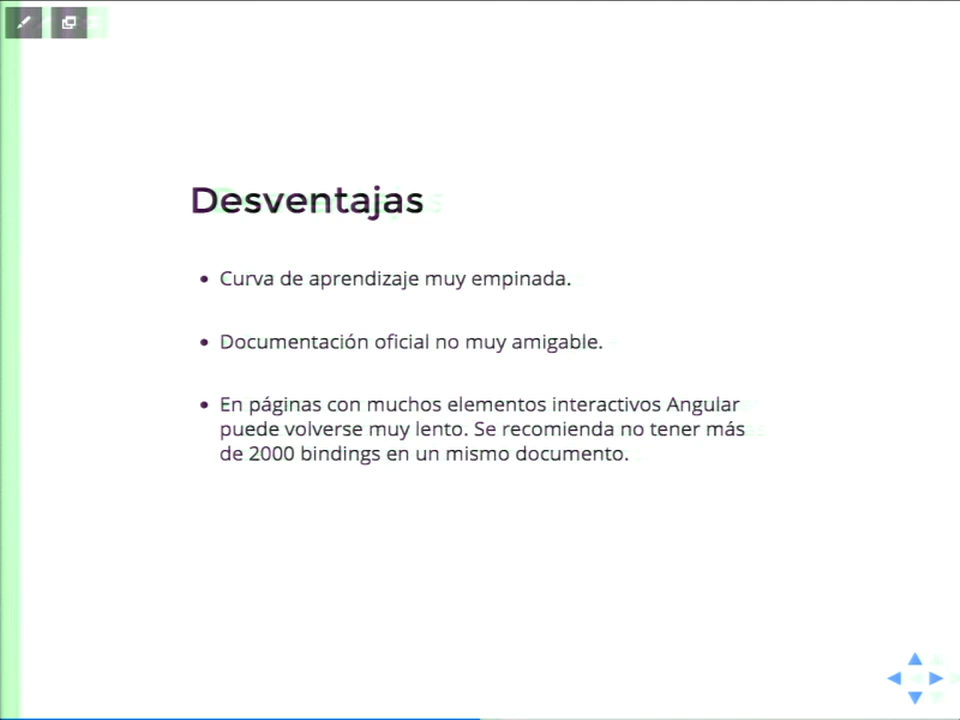 Desventajas
• Curva de aprendizaje muy empinada.
• Documentación oficial no muy amigable.
• En páginas con muchos elementos interactivos Angular
puede volverse muy lento. Se recomienda no tener más
de 2000 bindings en un mismo documento.